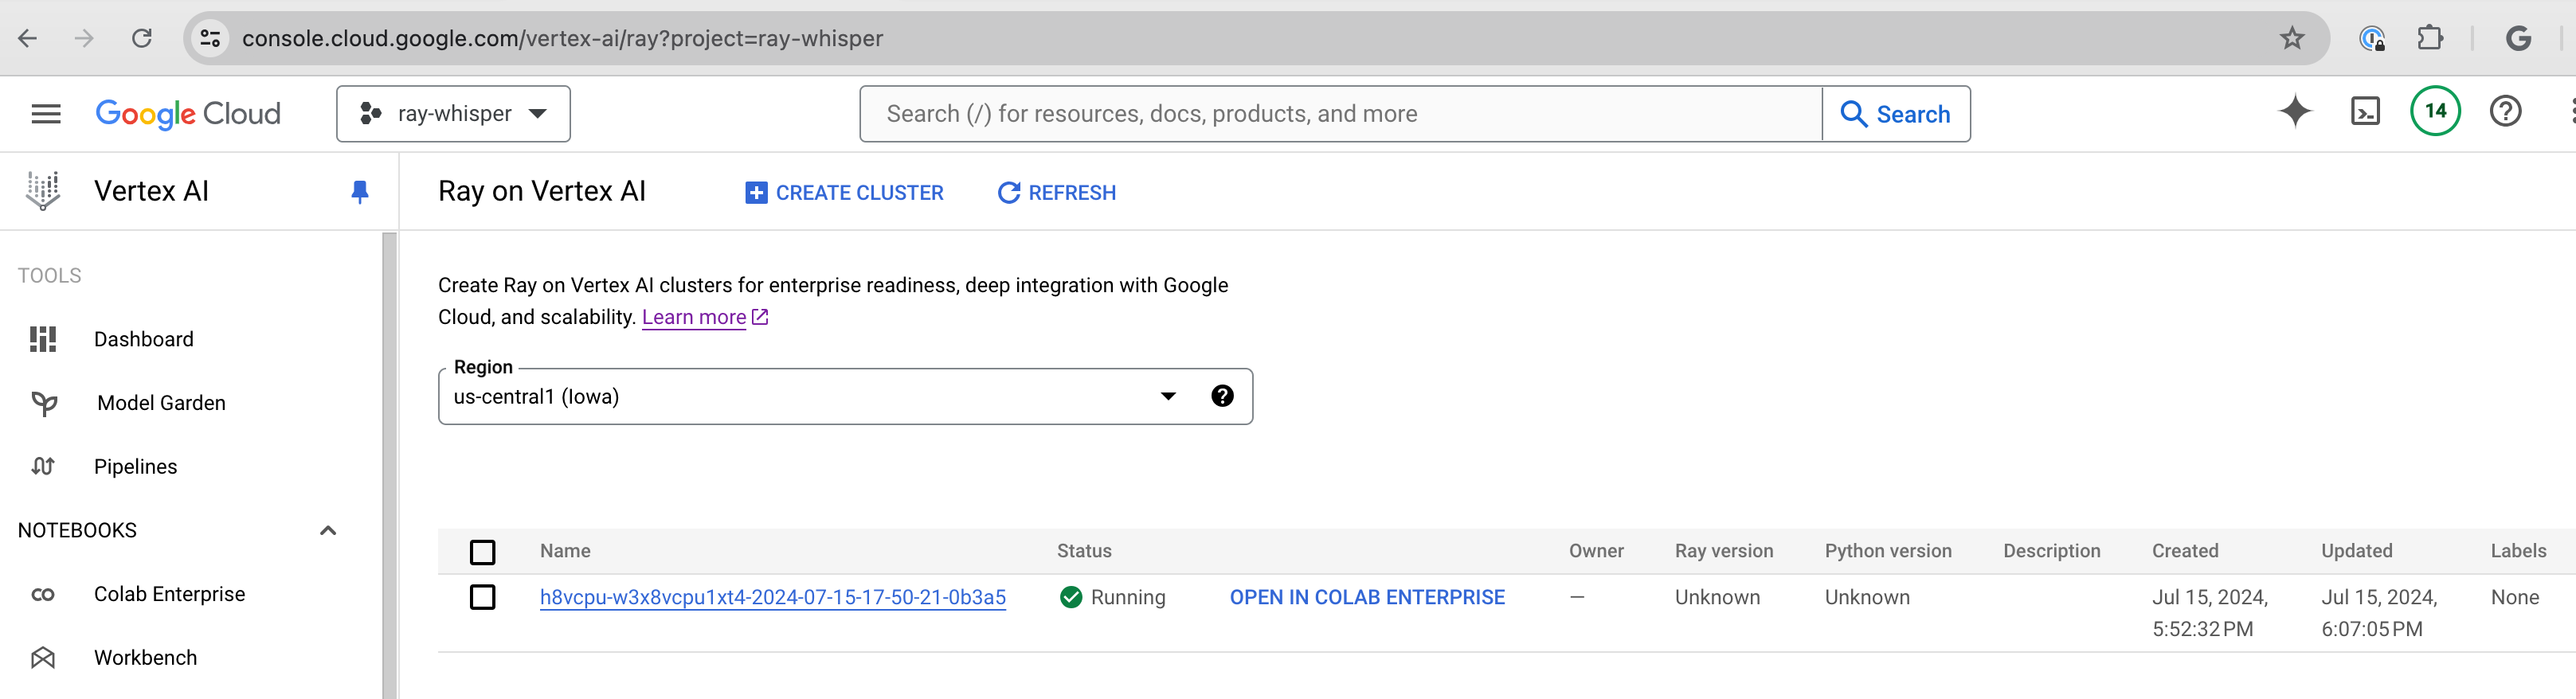 console.cloud.google.com/vertex-ai/ray?project=ray-whisper
Google Cloud
ray-whisper
Search (/) for resources, docs, products, and more
Search
14
Vertex AI
Ray on Vertex AI
CREATE CLUSTER
REFRESH
TOOLS
Dashboard
Model Garden
Pipelines
NOTEBOOKS
Colab Enterprise
Workbench
Create Ray on Vertex AI clusters for enterprise readiness, deep integration with Google
Cloud, and scalability. Learn more
Region
us-central1 (Iowa)
Name Status Owner Ray version Python version Description Created Updated Labels
h8vcpu-w3x8vcpu1xt4-2024-07-15-17-50-21-0b3a5 Running OPEN IN COLAB ENTERPRISE — Unknown Unknown Jul 15, 2024, Jul 15, 2024, None
5:52:32 PM 6:07:05 PM